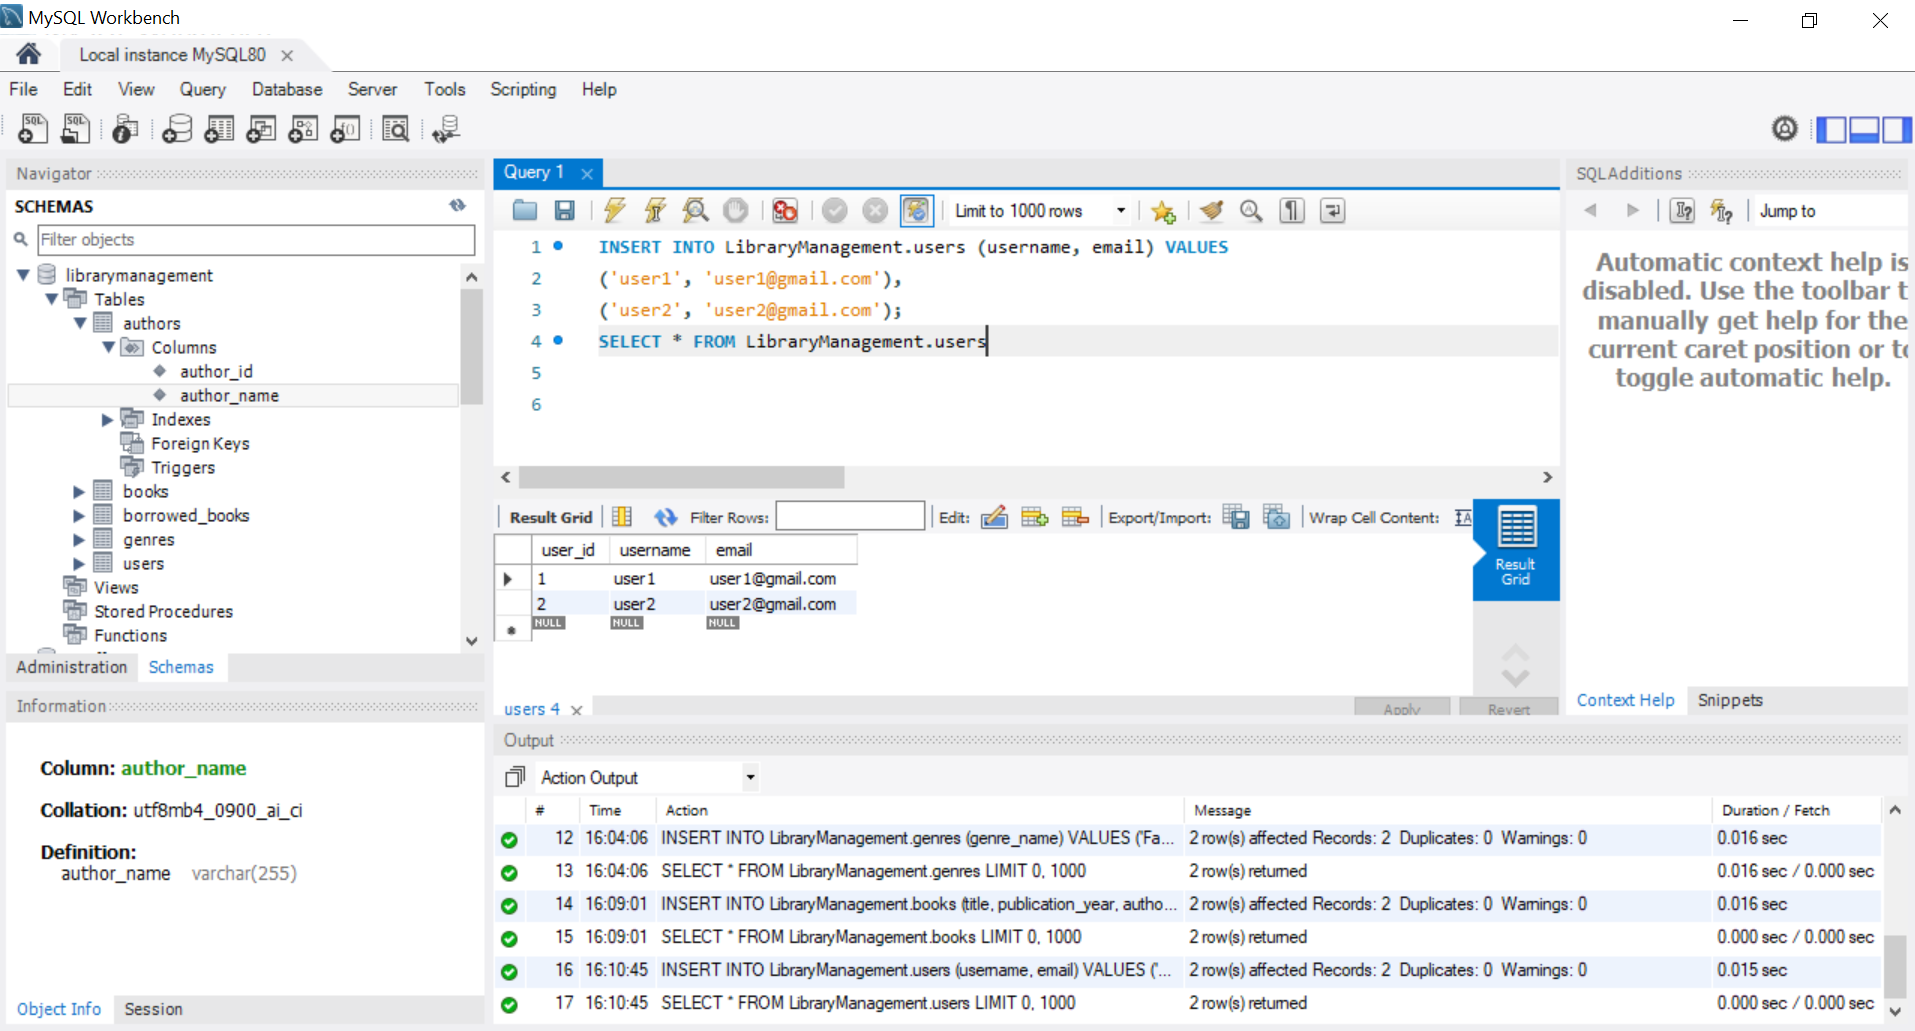 MySQL Workbench
Local instance MySQL80
File Edit View Query Database Server Tools Scripting Help
Navigator
SCHEMAS
Filter objects
librarymanagement
Tables
authors
Columns
author_id
author_name
Indexes
Foreign Keys
Triggers
books
borrowed_books
genres
users
Views
Stored Procedures
Functions
Administration Schemas
Information
Column: author_name
Collation: utf8mb4_0900_ai_ci
Definition:
author_name varchar(255)
Object Info Session
Query 1
Limit to 1000 rows
1 INSERT INTO LibraryManagement.users (username, email) VALUES
2 ('user1', 'user1@gmail.com'),
3 ('user2', 'user2@gmail.com');
4 SELECT * FROM LibraryManagement.users
5
6
Result Grid Filter Rows: Edit: Export/Import: Wrap Cell Content:
user_id username email
1 user1 user1@gmail.com
2 user2 user2@gmail.com
NULL NULL NULL
Result
Grid
users 4 Apply Revert
SQLAdditions
Jump to
Automatic context help is
disabled. Use the toolbar t
manually get help for the
current caret position or to
toggle automatic help.
Context Help Snippets
Output
Action Output
# Time Action Message Duration / Fetch
12 16:04:06 INSERT INTO LibraryManagement.genres (genre_name) VALUES ('Fa... 2 row(s) affected Records: 2 Duplicates: 0 Warnings: 0 0.016 sec
13 16:04:06 SELECT * FROM LibraryManagement.genres LIMIT 0, 1000 2 row(s) returned 0.016 sec / 0.000 sec
14 16:09:01 INSERT INTO LibraryManagement.books (title, publication_year, autho... 2 row(s) affected Records: 2 Duplicates: 0 Warnings: 0 0.016 sec
15 16:09:01 SELECT * FROM LibraryManagement.books LIMIT 0, 1000 2 row(s) returned 0.000 sec / 0.000 sec
16 16:10:45 INSERT INTO LibraryManagement.users (username, email) VALUES ('... 2 row(s) affected Records: 2 Duplicates: 0 Warnings: 0 0.015 sec
17 16:10:45 SELECT * FROM LibraryManagement.users LIMIT 0, 1000 2 row(s) returned 0.000 sec / 0.000 sec